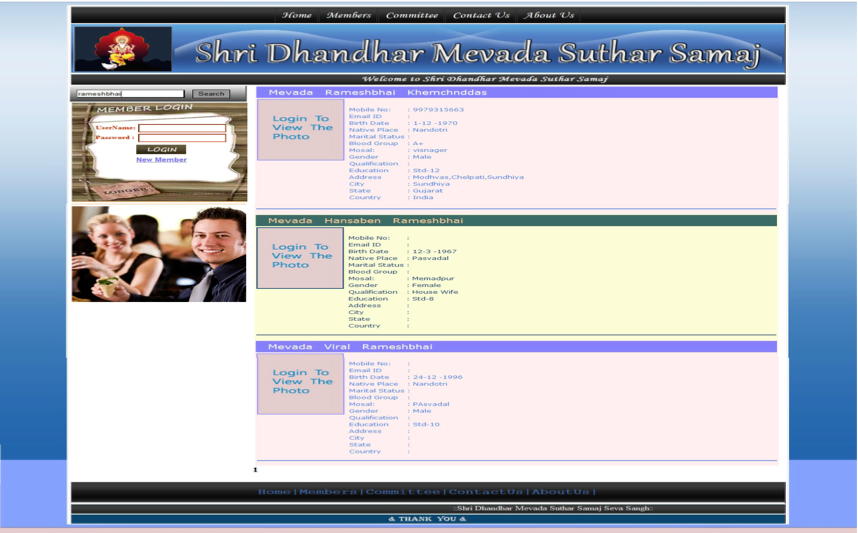 Home Members Committee Contact Us About Us
Shri Dhandhar Mevada Suthar Samaj
Welcome to Shri Dhandhar Mevada Suthar Samaj
rameshbhai Search
MEMBER LOGIN
UserName:
Password :
LOGIN
New Member
Mevada Rameshbhai Khemchnddas
Login To View The Photo
Mobile No: : 9979315663
Email ID :
Birth Date : 1-12 -1970
Native Place : Nandotri
Marital Status :
Blood Group : A+
Mosal: : visnager
Gender : Male
Qualification :
Education : Std-12
Address : Modhvas,Chelpati,Sundhiya
City : Sundhiya
State : Gujarat
Country : India
Mevada Hansaben Rameshbhai
Login To View The Photo
Mobile No: :
Email ID :
Birth Date : 12-3 -1967
Native Place : Pasvadal
Marital Status :
Blood Group :
Mosal: : Memadpur
Gender : Female
Qualification : House Wife
Education : Std-8
Address :
City :
State :
Country :
Mevada Viral Rameshbhai
Login To View The Photo
Mobile No: :
Email ID :
Birth Date : 24-12 -1996
Native Place : Nandotri
Marital Status :
Blood Group :
Mosal: : PAsvadal
Gender : Male
Qualification :
Education : Std-10
Address :
City :
State :
Country :
1
Home|Members|Committee|ContactUs|AboutUs|
::Shri Dhandhar Mevada Suthar Samaj Seva Sangh::
& THANK YOU &